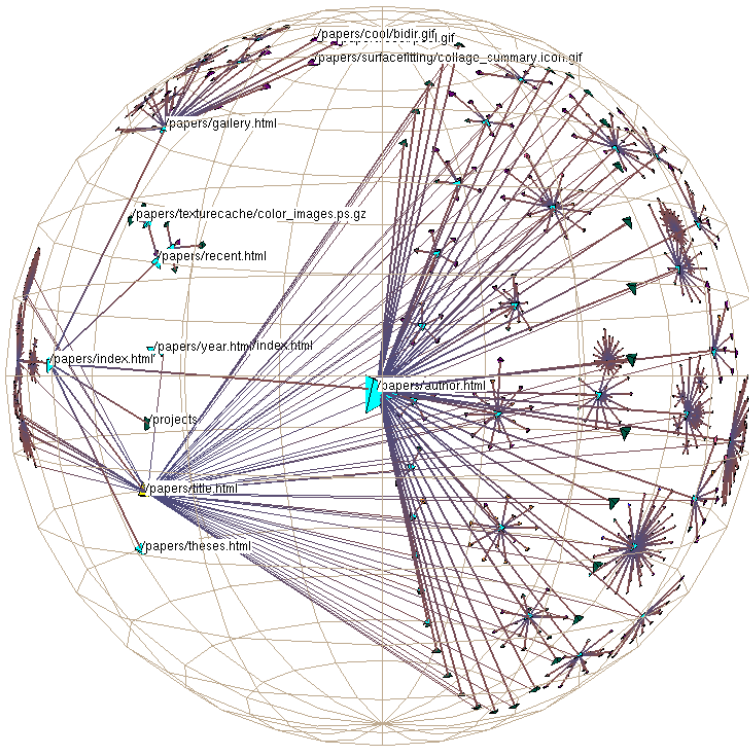 /papers/cool/bidir.gif
.gif
/papers/surfacefitting/collage_summary.icon.gif
/papers/gallery.html
/papers/texturecache/color_images.ps.gz
/papers/recent.html
/papers/year.html
/index.html
/papers/index.html
/papers/author.html
/projects
/papers/title.html
/papers/theses.html